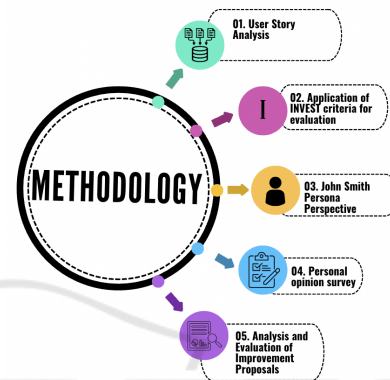 METHODOLOGY
01. User Story
Analysis
I
02. Application of
INVEST criteria for
evaluation
03. John Smith
Persona
Perspective
04. Personal
opinion survey
05. Analysis and
Evaluation of
Improvement
Proposals